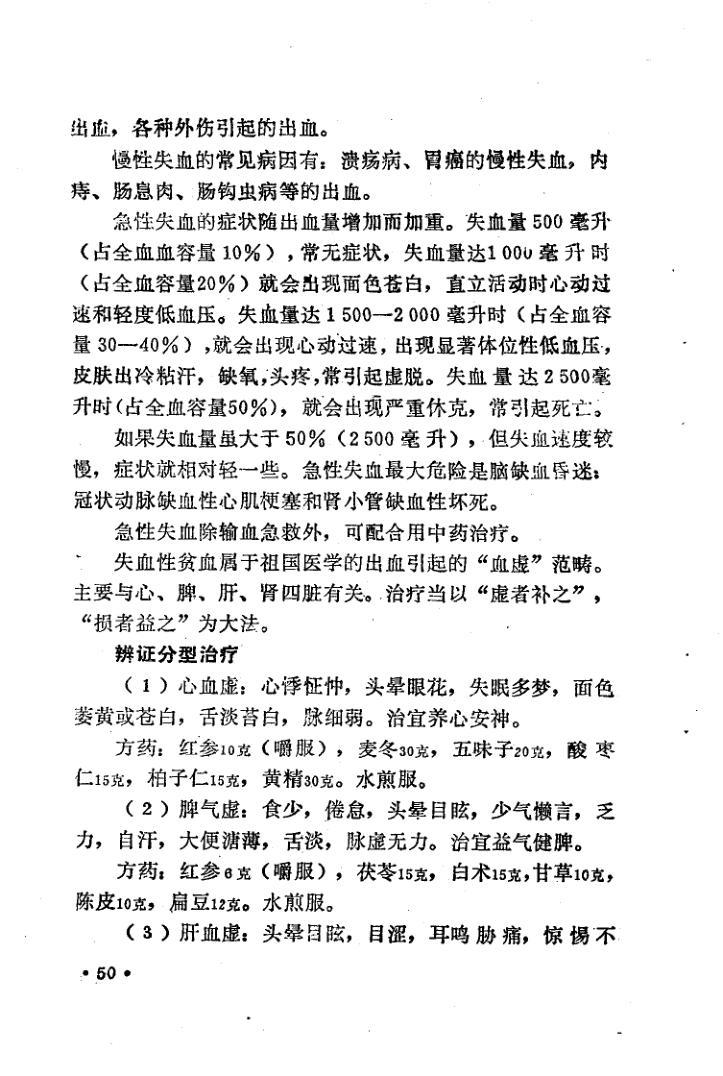 出血，各种外伤引起的出血。
慢性失血的常见病因有：溃疡病、胃癌的慢性失血，内
痔、肠息肉、肠钩虫病等的出血。
急性失血的症状随出血量增加而加重。失血量 500 毫升
（占全血血容量 10%），常无症状，失血量达1 000 毫 升 时
（占全血容量20%）就会出现面色苍白，直立活动时心动过
速和轻度低血压。失血量达 1 500—2 000 毫升时（占全血容
量 30—40%），就会出现心动过速，出现显著体位性低血压，
皮肤出冷粘汗，缺氧，头疼，常引起虚脱。失血 量 达 2 500毫
升时（占全血容量50%），就会出现严重休克，常引起死亡。
如果失血量虽大于 50%（2 500 毫 升），但失血速度较
慢，症状就相对轻一些。急性失血最大危险是脑缺血昏迷；
冠状动脉缺血性心肌梗塞和肾小管缺血性坏死。
急性失血除输血急救外，可配合用中药治疗。
失血性贫血属于祖国医学的出血引起的“血虚”范畴。
主要与心、脾、肝、肾四脏有关。治疗当以“虚者补之”，
“损者益之”为大法。
辨证分型治疗
（1）心血虚：心悸怔忡，头晕眼花，失眠多梦，面色
萎黄或苍白，舌淡苔白，脉细弱。治宜养心安神。
方药：红参10克（嚼服），麦冬30克，五味子20克，酸 枣
仁15克，柏子仁15克，黄精30克。水煎服。
（2）脾气虚：食少，倦怠，头晕目眩，少气懒言，乏
力，自汗，大便溏薄，舌淡，脉虚无力。治宜益气健脾。
方药：红参6克（嚼服），茯苓15克，白术15克，甘草10克，
陈皮10克，扁豆12克。水煎服。
（3）肝血虚：头晕目眩，目涩，耳鸣 胁 痛，惊 惕 不
• 50 •